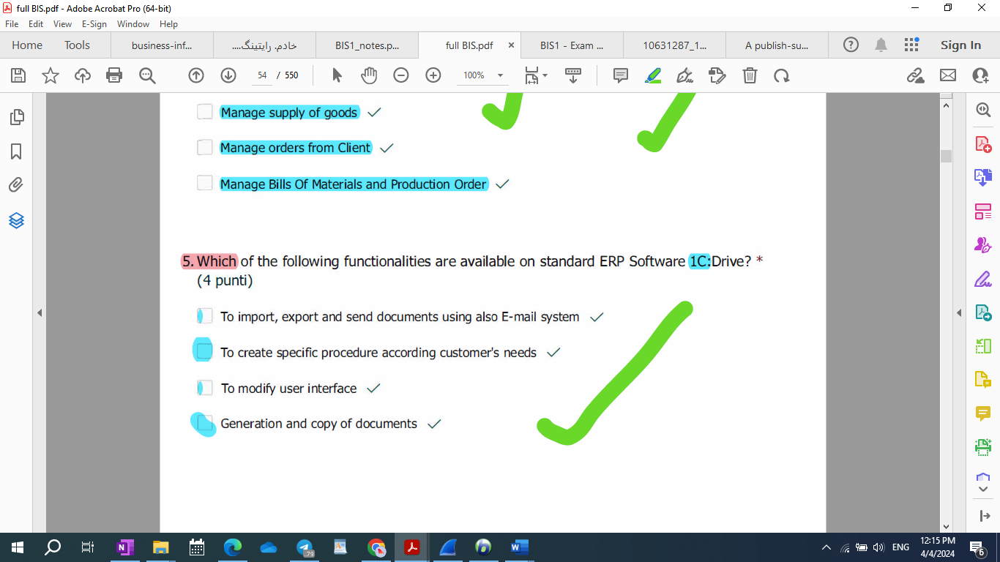 full BIS.pdf - Adobe Acrobat Pro (64-bit)
File Edit View E-Sign Window Help
Home Tools business-inf... خادم. رایتینگ.... BIS1_notes.p... full BIS.pdf × BIS1 - Exam ... 10631287_1... A publish-su... Sign In
54 / 550 100%
Manage supply of goods
Manage orders from Client
Manage Bills Of Materials and Production Order
5. Which of the following functionalities are available on standard ERP Software 1C:Drive? *
(4 punti)
To import, export and send documents using also E-mail system
To create specific procedure according customer's needs
To modify user interface
Generation and copy of documents
79
ENG
12:15 PM
4/4/2024
6